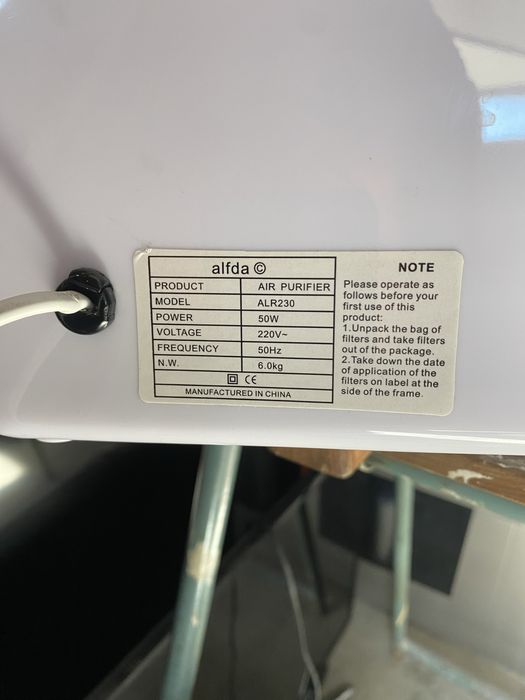 alfda ©
PRODUCT AIR PURIFIER
MODEL ALR230
POWER 50W
VOLTAGE 220V~
FREQUENCY 50Hz
N.W. 6.0kg
CE
MANUFACTURED IN CHINA
NOTE
Please operate as
follows before your
first use of this
product:
1.Unpack the bag of
filters and take filters
out of the package.
2.Take down the date
of application of the
filters on label at the
side of the frame.